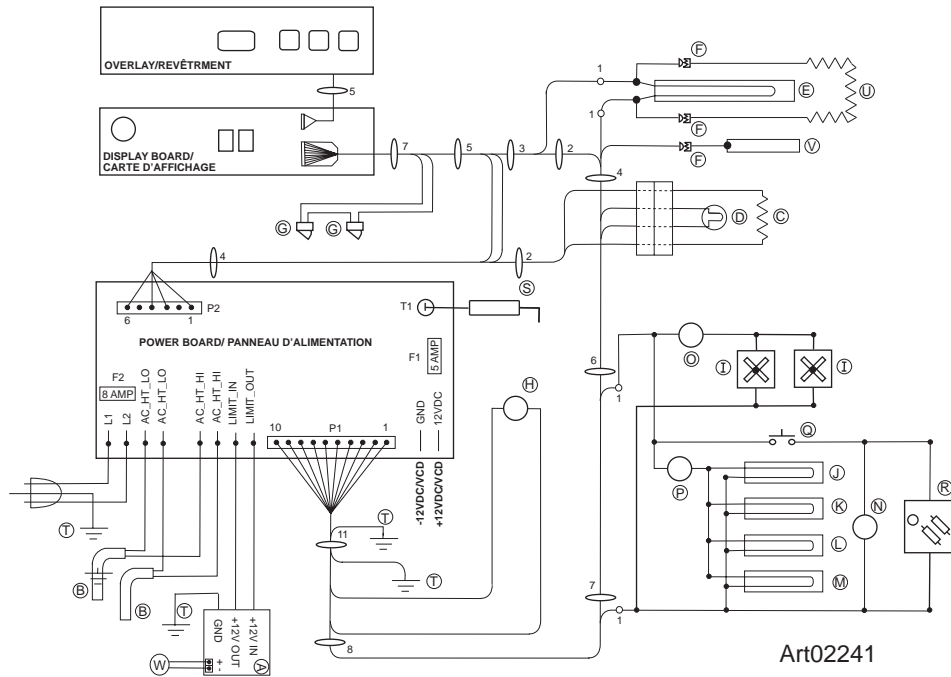 OVERLAY/REVÊTRMENT
5
DISPLAY BOARD/
CARTE D'AFFICHAGE
7
5
3
2
1
1
F
E
U
F
F
V
4
G
G
D
C
4
2
S
6
1
P2
T1
POWER BOARD/ PANNEAU D'ALIMENTATION
F1
5 AMP
F2
8 AMP
L1
L2
AC_HT_LO
AC_HT_LO
AC_HT_HI
AC_HT_HI
LIMIT_IN
LIMIT_OUT
10
P1
1
GND
12VDC
-12VDC/VCD
+12VDC/VCD
H
6
1
O
I
I
Q
P
J
K
L
M
N
R
T
11
T
T
B
B
T
GND
+12V OUT
+12V IN
+
-
A
W
8
7
1
Art02241